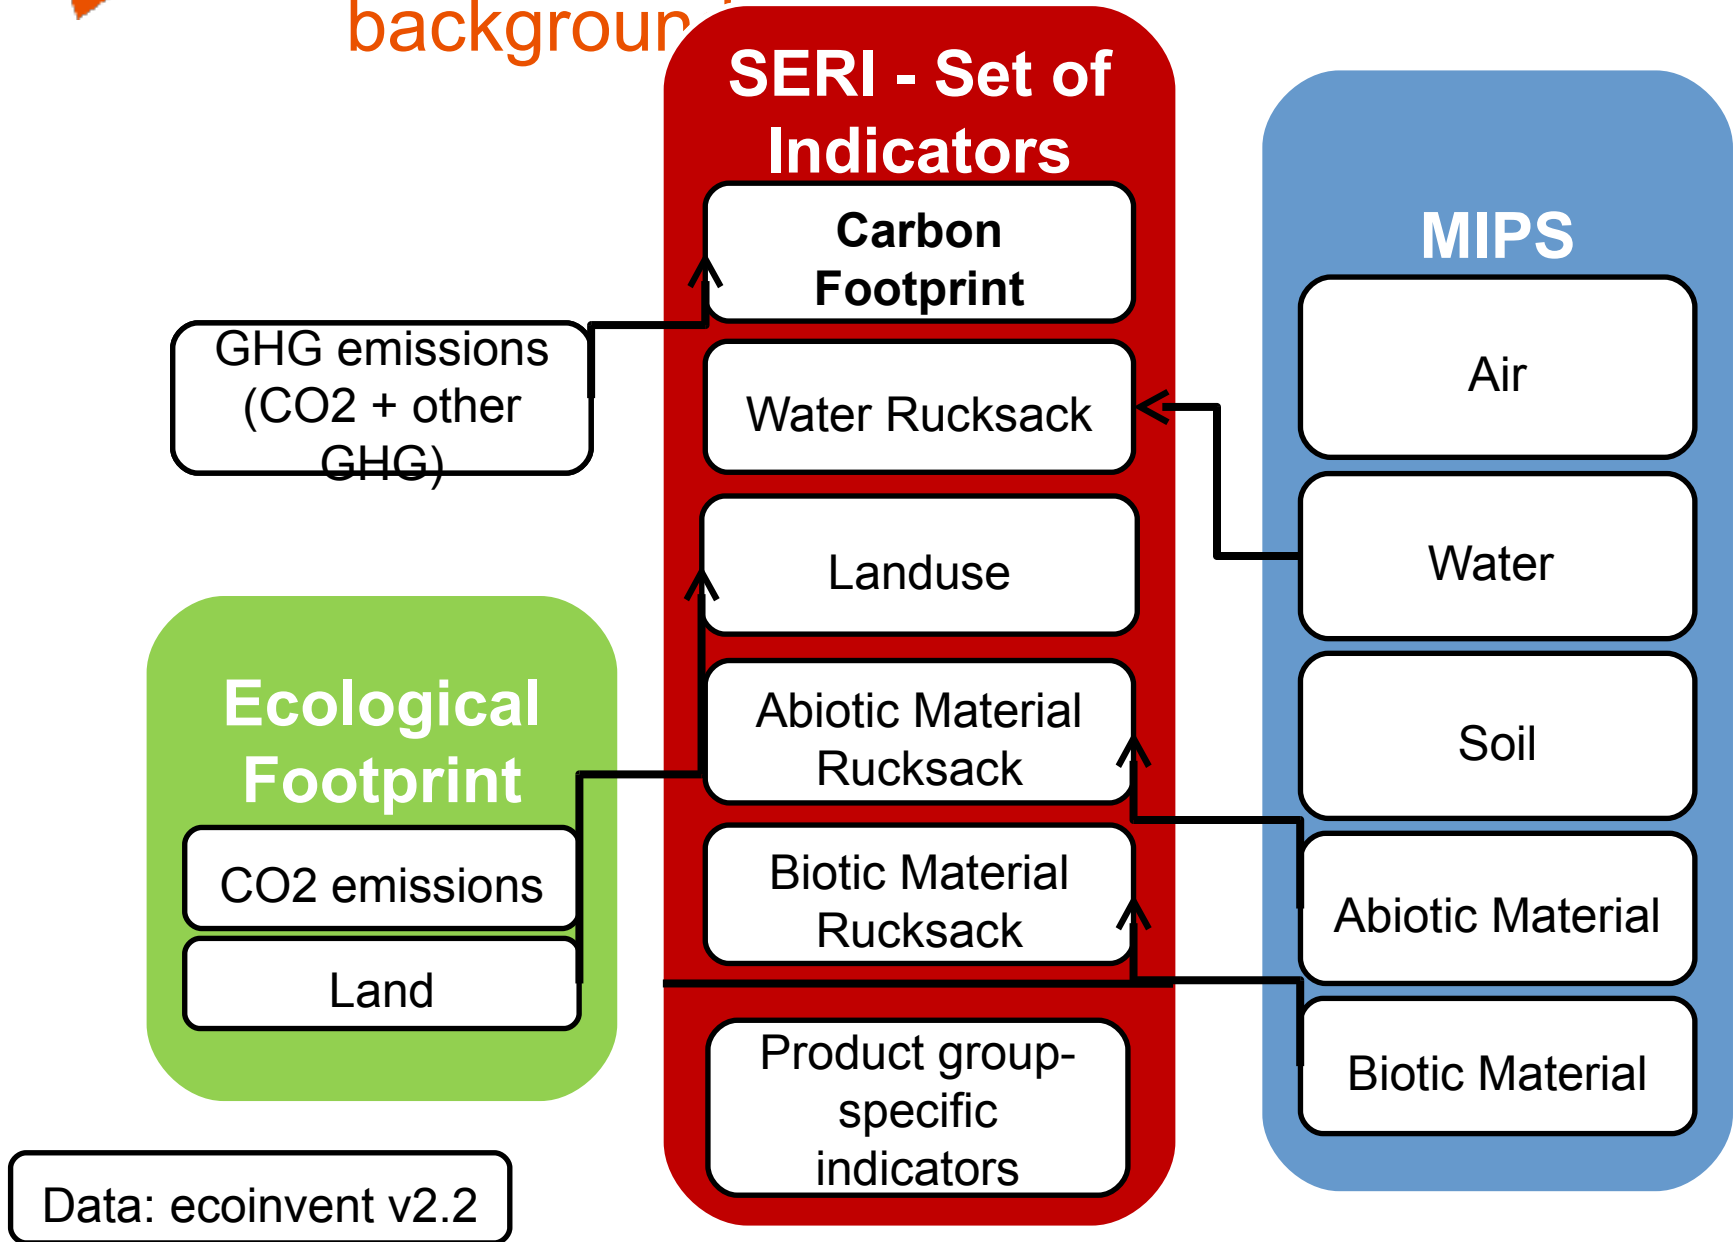 SERI - Set of
Indicators
Carbon
Footprint
Water Rucksack
Landuse
Abiotic Material
Rucksack
Biotic Material
Rucksack
Product group-
specific
indicators
GHG emissions
(CO2 + other
GHG)
Ecological
Footprint
CO2 emissions
Land
Data: ecoinvent v2.2
MIPS
Air
Water
Soil
Abiotic Material
Biotic Material